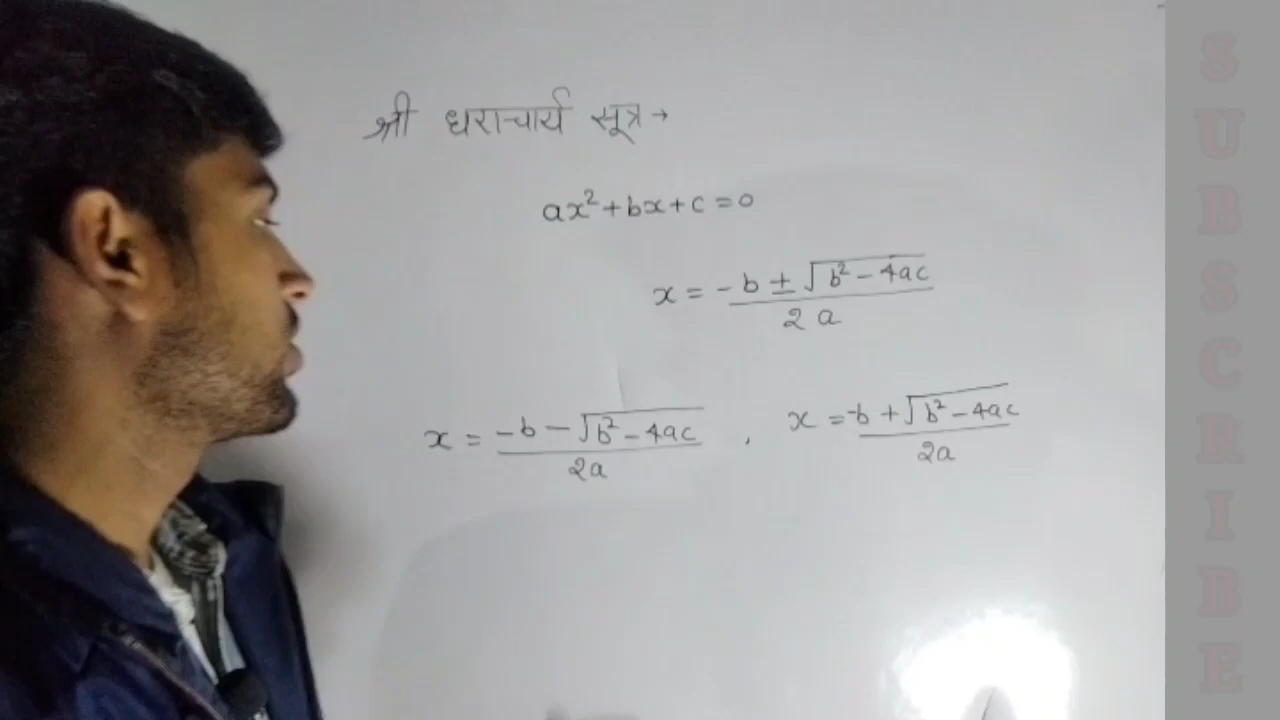 श्री धराचार्य सूत्र →
ax² + bx + c = 0
x = -b ± √(b² - 4ac) / 2a
x = -b - √(b² - 4ac) / 2a , x = -b + √(b² - 4ac) / 2a
SUBSCRIBE